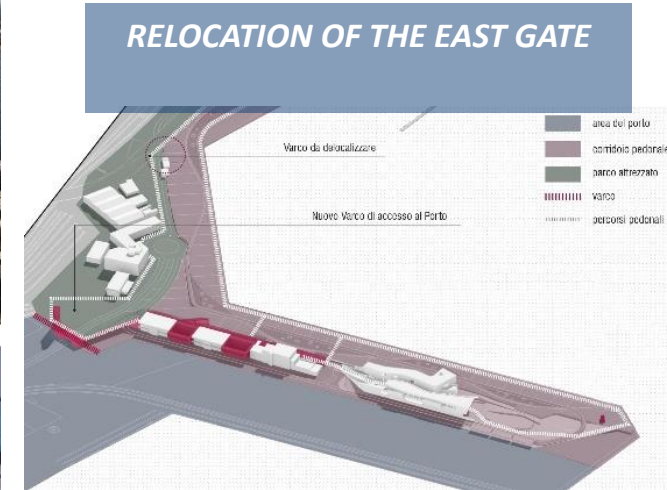 RELOCATION OF THE EAST GATE
Varco da delocalizzare
Nuovo Varco di accesso al Porto
area del porto
corridoio pedonale
parco attrezzato
varco
percorsi pedonali